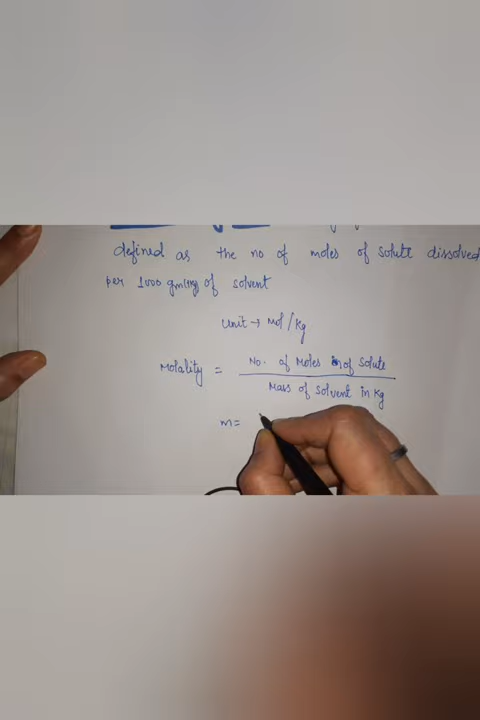 defined as the no of moles of solute dissolved
per 1000 gm of solvent
Unit → Mol/Kg
Molality = No. of Moles of Solute
Mass of Solvent in Kg
m=